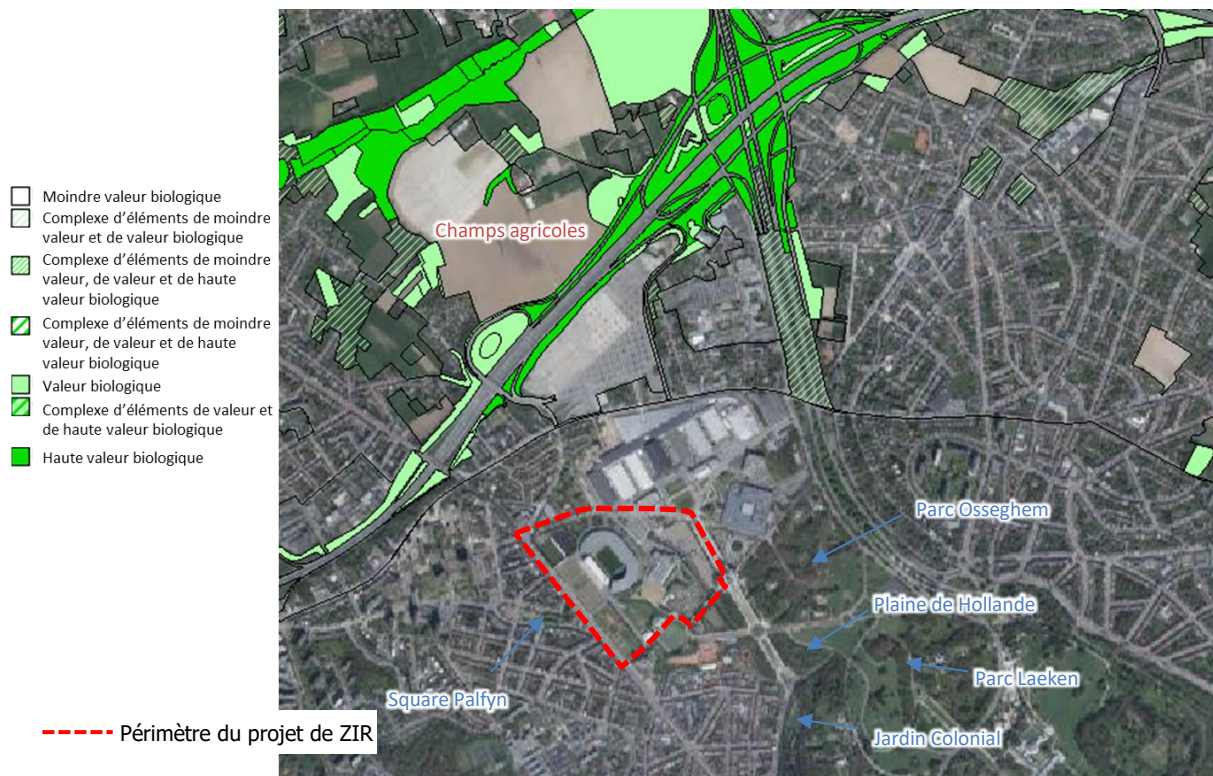 Moindre valeur biologique
Complexe d'éléments de moindre
valeur et de valeur biologique
Complexe d'éléments de moindre
valeur, de valeur et de haute
valeur biologique
Complexe d'éléments de moindre
valeur, de valeur et de haute
valeur biologique
Valeur biologique
Complexe d'éléments de valeur et
de haute valeur biologique
Haute valeur biologique
Champs agricoles
Parc Osseghem
Plaine de Hollande
Parc Laeken
Square Palfyn
Jardin Colonial
Périmètre du projet de ZIR